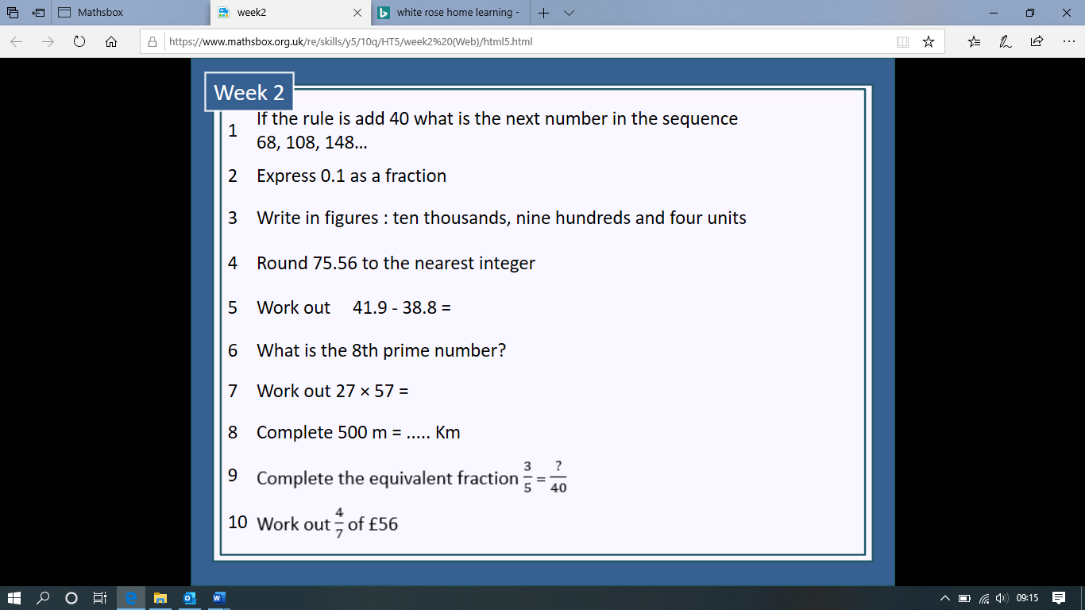 Mathsbox
week2
white rose home learning -
https://www.mathsbox.org.uk/re/skills/y5/10q/HT5/week2%20(Web)/html5.html
Week 2
1 If the rule is add 40 what is the next number in the sequence
68, 108, 148...
2 Express 0.1 as a fraction
3 Write in figures : ten thousands, nine hundreds and four units
4 Round 75.56 to the nearest integer
5 Work out 41.9 - 38.8 =
6 What is the 8th prime number?
7 Work out 27 × 57 =
8 Complete 500 m = ..... Km
9 Complete the equivalent fraction 3/5 = ?/40
10 Work out 4/7 of £56
09:15